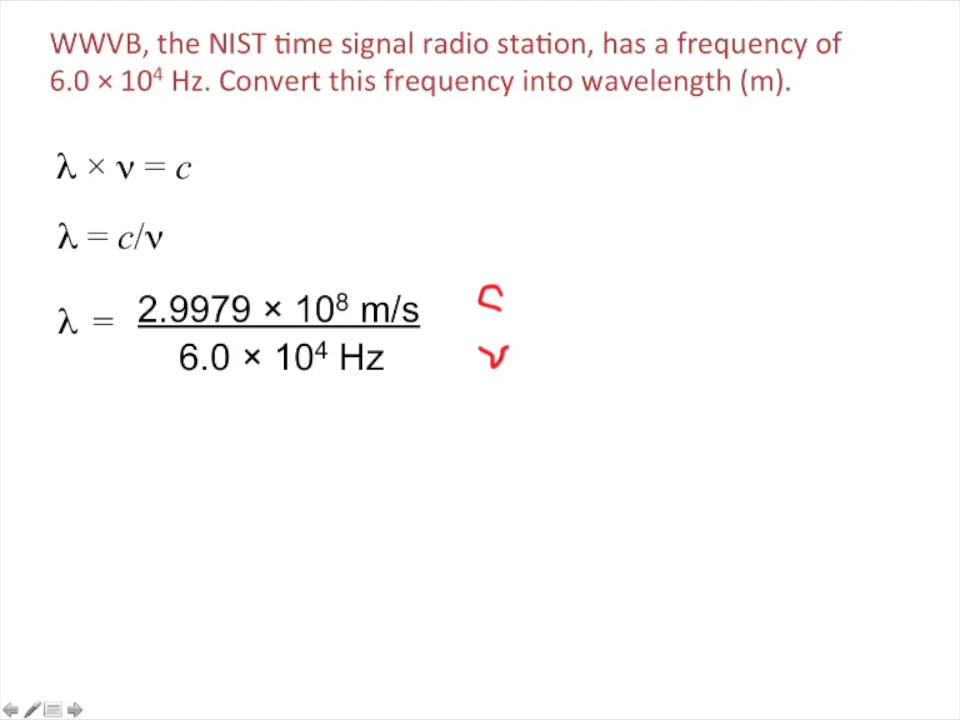 WWVB, the NIST time signal radio station, has a frequency of
6.0 × 10⁴ Hz. Convert this frequency into wavelength (m).
λ × ν = c
λ = c/ν
λ = 2.9979 × 10⁸ m/s c
6.0 × 10⁴ Hz ν